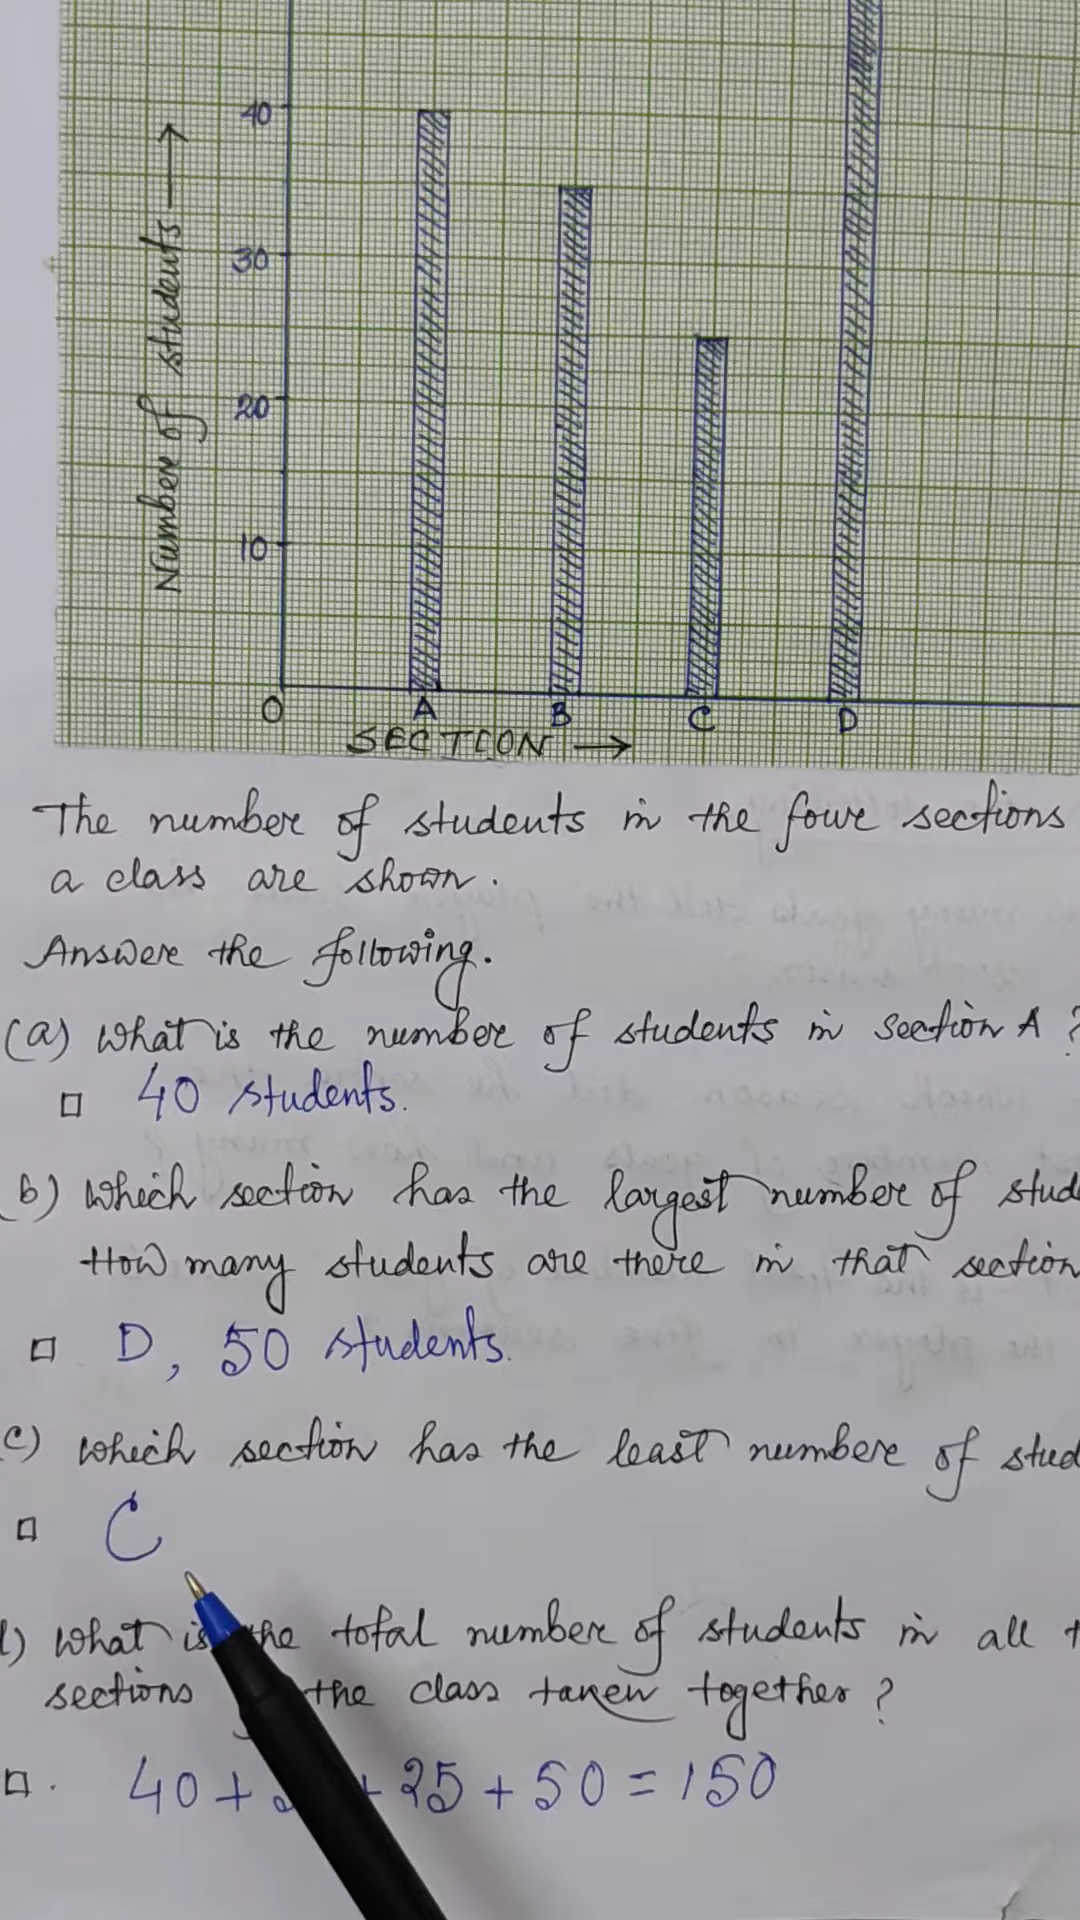 40
30
20
10
0
Number of students
A B C D
SECTION
The number of students in the four sections
a class are shown.
Answer the following.
(a) What is the number of students in section A ?
40 students.
b) Which section has the largest number of stude
How many students are there in that section
D, 50 students.
c) Which section has the least number of stud
C
What is the total number of students in all
sections the class taken together ?
40 + + 25 + 50 = 150